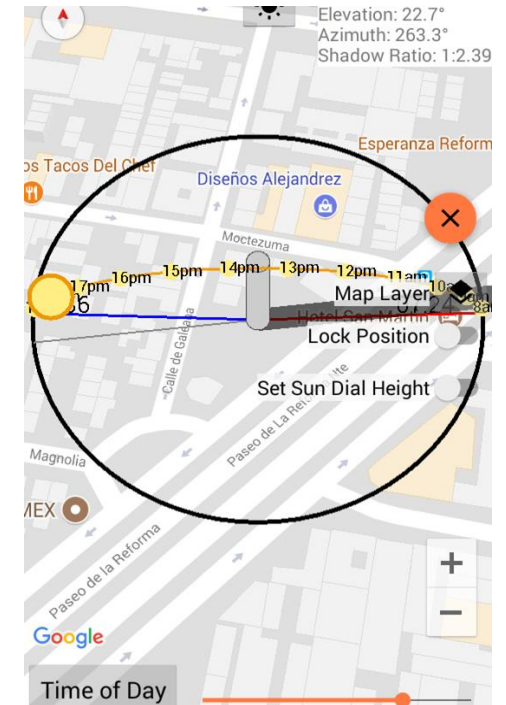 Elevation: 22.7°
Azimuth: 263.3°
Shadow Ratio: 1:2.39
Esperanza Reform
os Tacos Del Chef
Diseños Alejandrez
Moctezuma
17pm
16pm
15pm
14pm
13pm
12pm
11am
Map Layer
Hotel San Martín
Lock Position
Calle de Galeana
Set Sun Dial Height
Paseo de La Reforma Lite
Magnolia
MEX
Paseo de la Reforma
+
−
Google
Time of Day